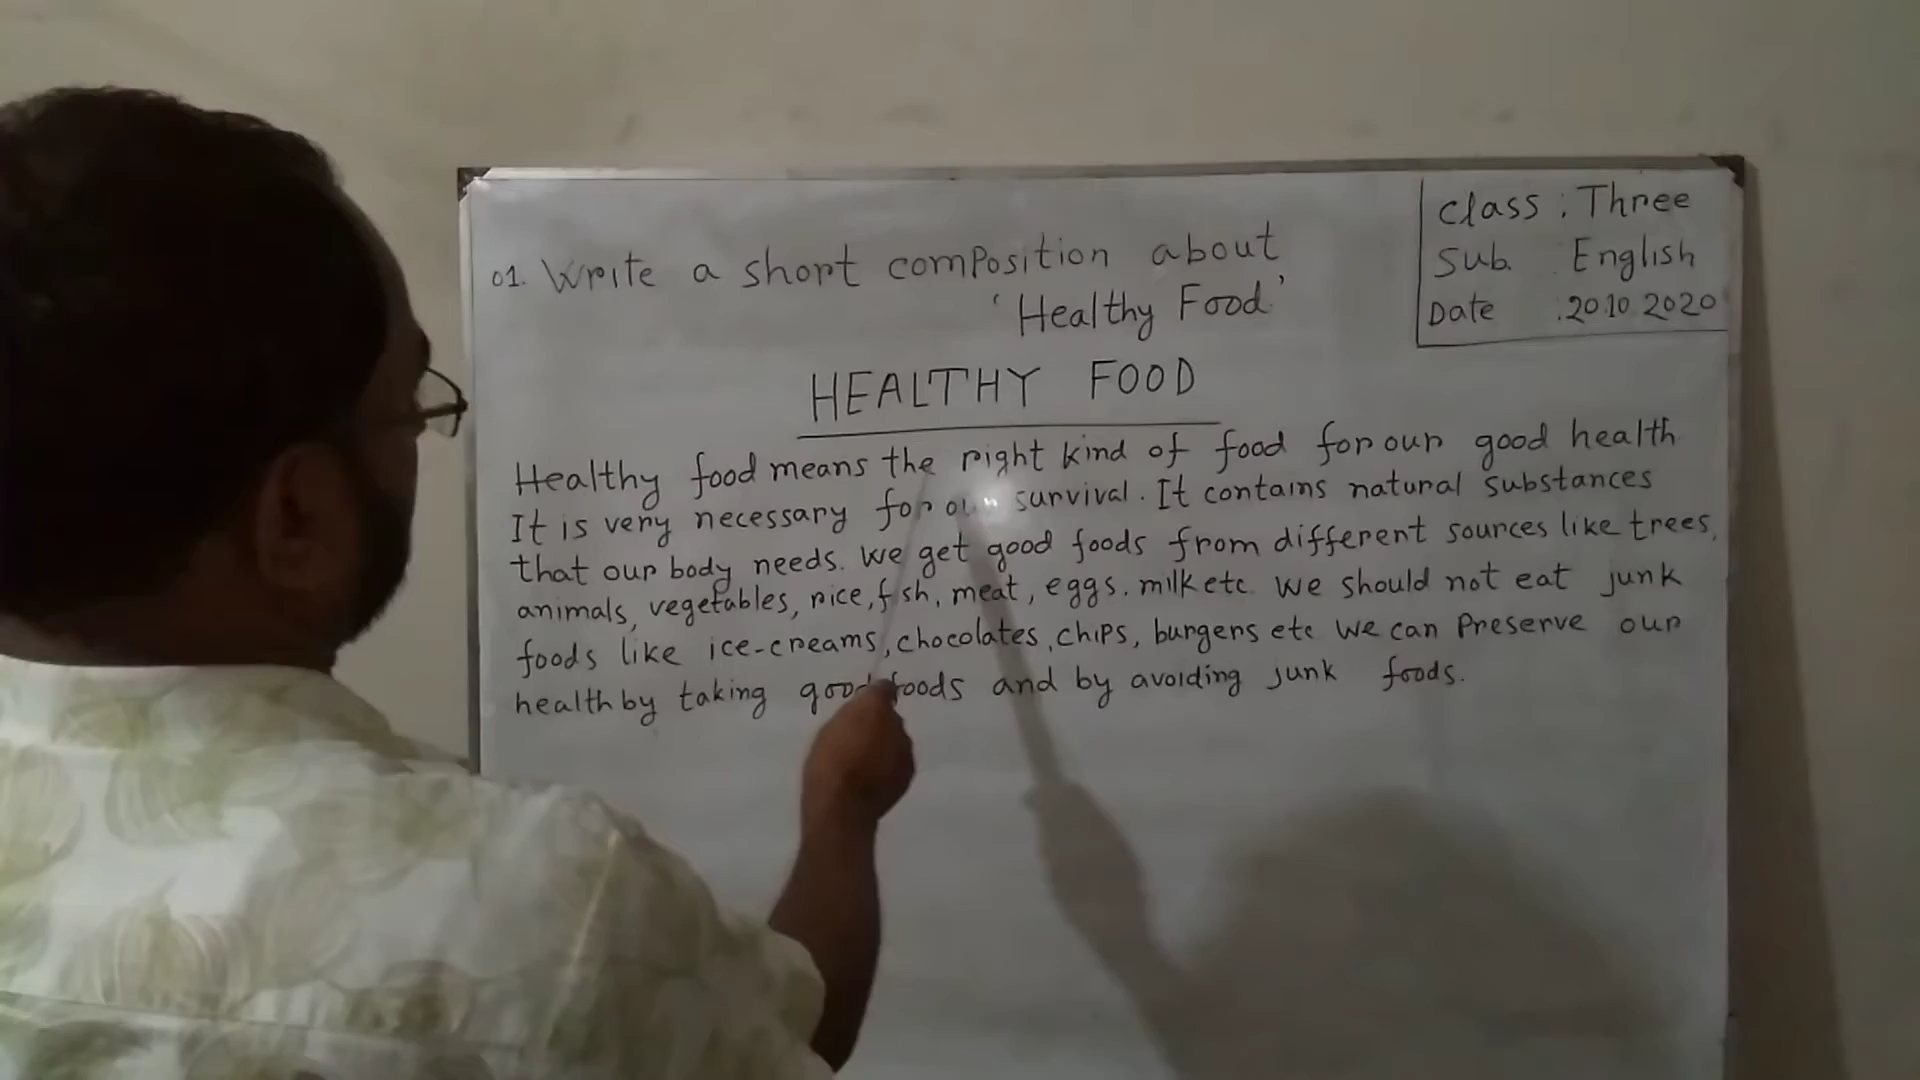 Class : Three
Sub. : English
Date : 20.10.2020
01. Write a short composition about
'Healthy Food'
HEALTHY FOOD
Healthy food means the right kind of food for our good health.
It is very necessary for our survival. It contains natural substances
that our body needs. We get good foods from different sources like trees,
animals, vegetables, rice, fish, meat, eggs, milk etc. We should not eat junk
foods like ice-creams, chocolates, chips, burgers etc. We can preserve our
health by taking good foods and by avoiding junk foods.